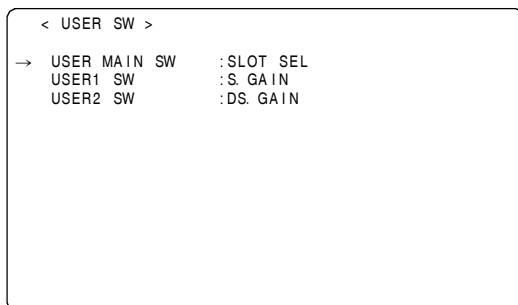 < USER SW >
→ USER MAIN SW :SLOT SEL
USER1 SW :S. GAIN
USER2 SW :DS. GAIN